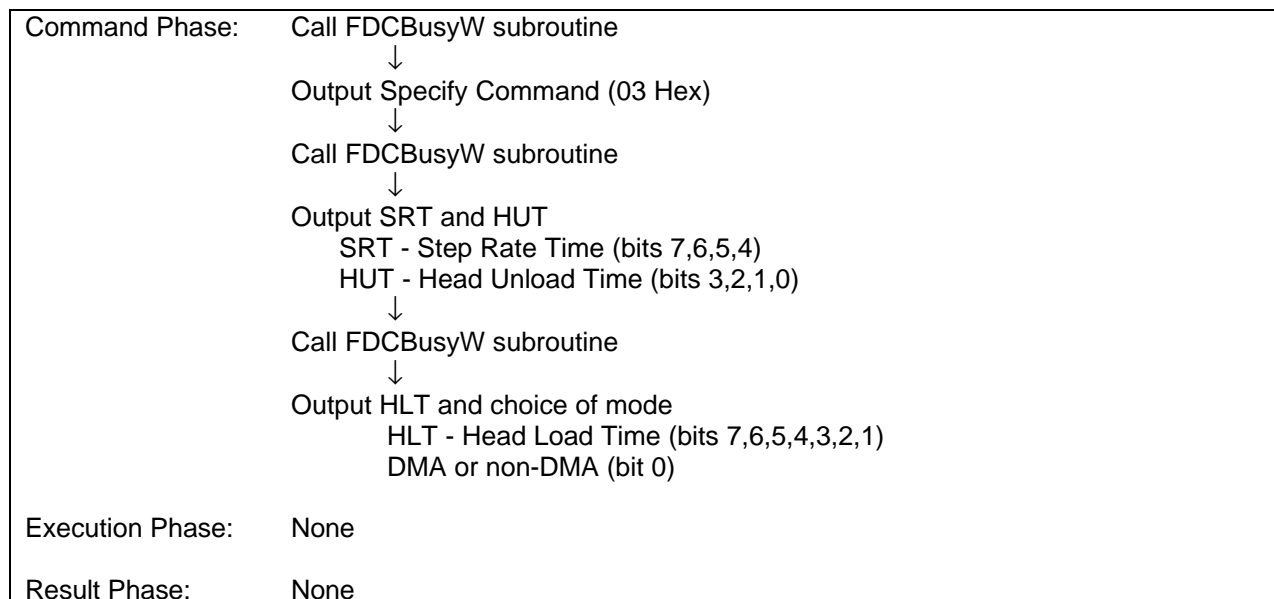 Command Phase: Call FDCBusyW subroutine
↓
Output Specify Command (03 Hex)
↓
Call FDCBusyW subroutine
↓
Output SRT and HUT
SRT - Step Rate Time (bits 7,6,5,4)
HUT - Head Unload Time (bits 3,2,1,0)
↓
Call FDCBusyW subroutine
↓
Output HLT and choice of mode
HLT - Head Load Time (bits 7,6,5,4,3,2,1)
DMA or non-DMA (bit 0)
Execution Phase: None
Result Phase: None